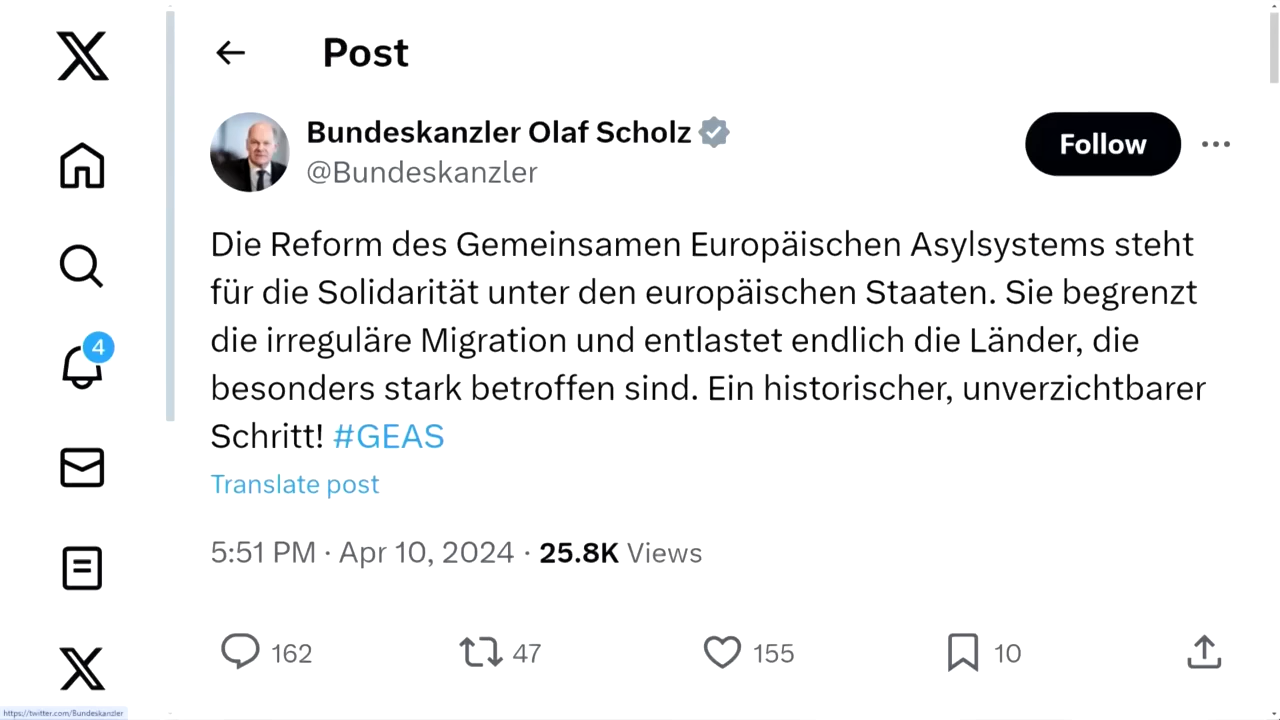 Post
Bundeskanzler Olaf Scholz
@Bundeskanzler
Follow
Die Reform des Gemeinsamen Europäischen Asylsystems steht
für die Solidarität unter den europäischen Staaten. Sie begrenzt
die irreguläre Migration und entlastet endlich die Länder, die
besonders stark betroffen sind. Ein historischer, unverzichtbarer
Schritt! #GEAS
Translate post
5:51 PM · Apr 10, 2024 · 25.8K Views
162 47 155 10
4
https://twitter.com/Bundeskanzler